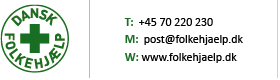 DANSK
FOLKEHJÆLP
T: +45 70 220 230
M: post@folkehjaelp.dk
W: www.folkehjaelp.dk